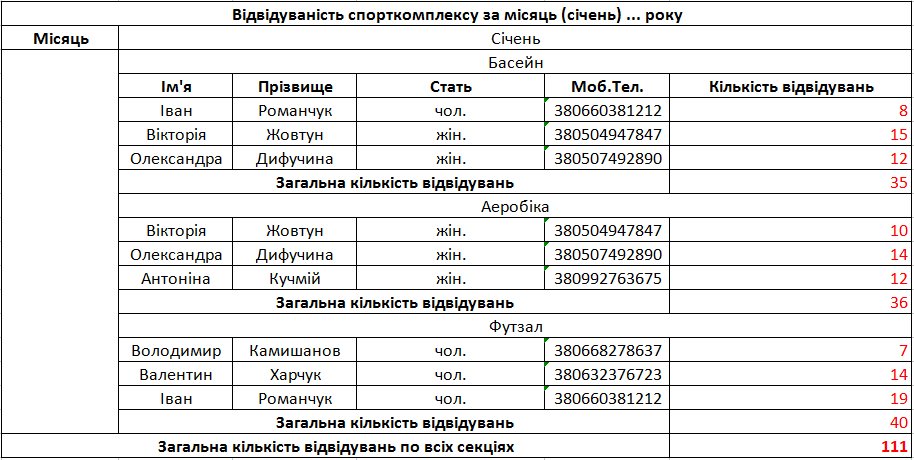 Відвідуваність спорткомплексу за місяць (січень) ... року
Місяць Січень
Басейн
Ім'я Прізвище Стать Моб.Тел. Кількість відвідувань
Іван Романчук чол. 380660381212 8
Вікторія Жовтун жін. 380504947847 15
Олександра Дифучина жін. 380507492890 12
Загальна кількість відвідувань 35
Аеробіка
Вікторія Жовтун жін. 380504947847 10
Олександра Дифучина жін. 380507492890 14
Антоніна Кучмій жін. 380992763675 12
Загальна кількість відвідувань 36
Футзал
Володимир Камишанов чол. 380668278637 7
Валентин Харчук чол. 380632376723 14
Іван Романчук чол. 380660381212 19
Загальна кількість відвідувань 40
Загальна кількість відвідувань по всіх секціях 111